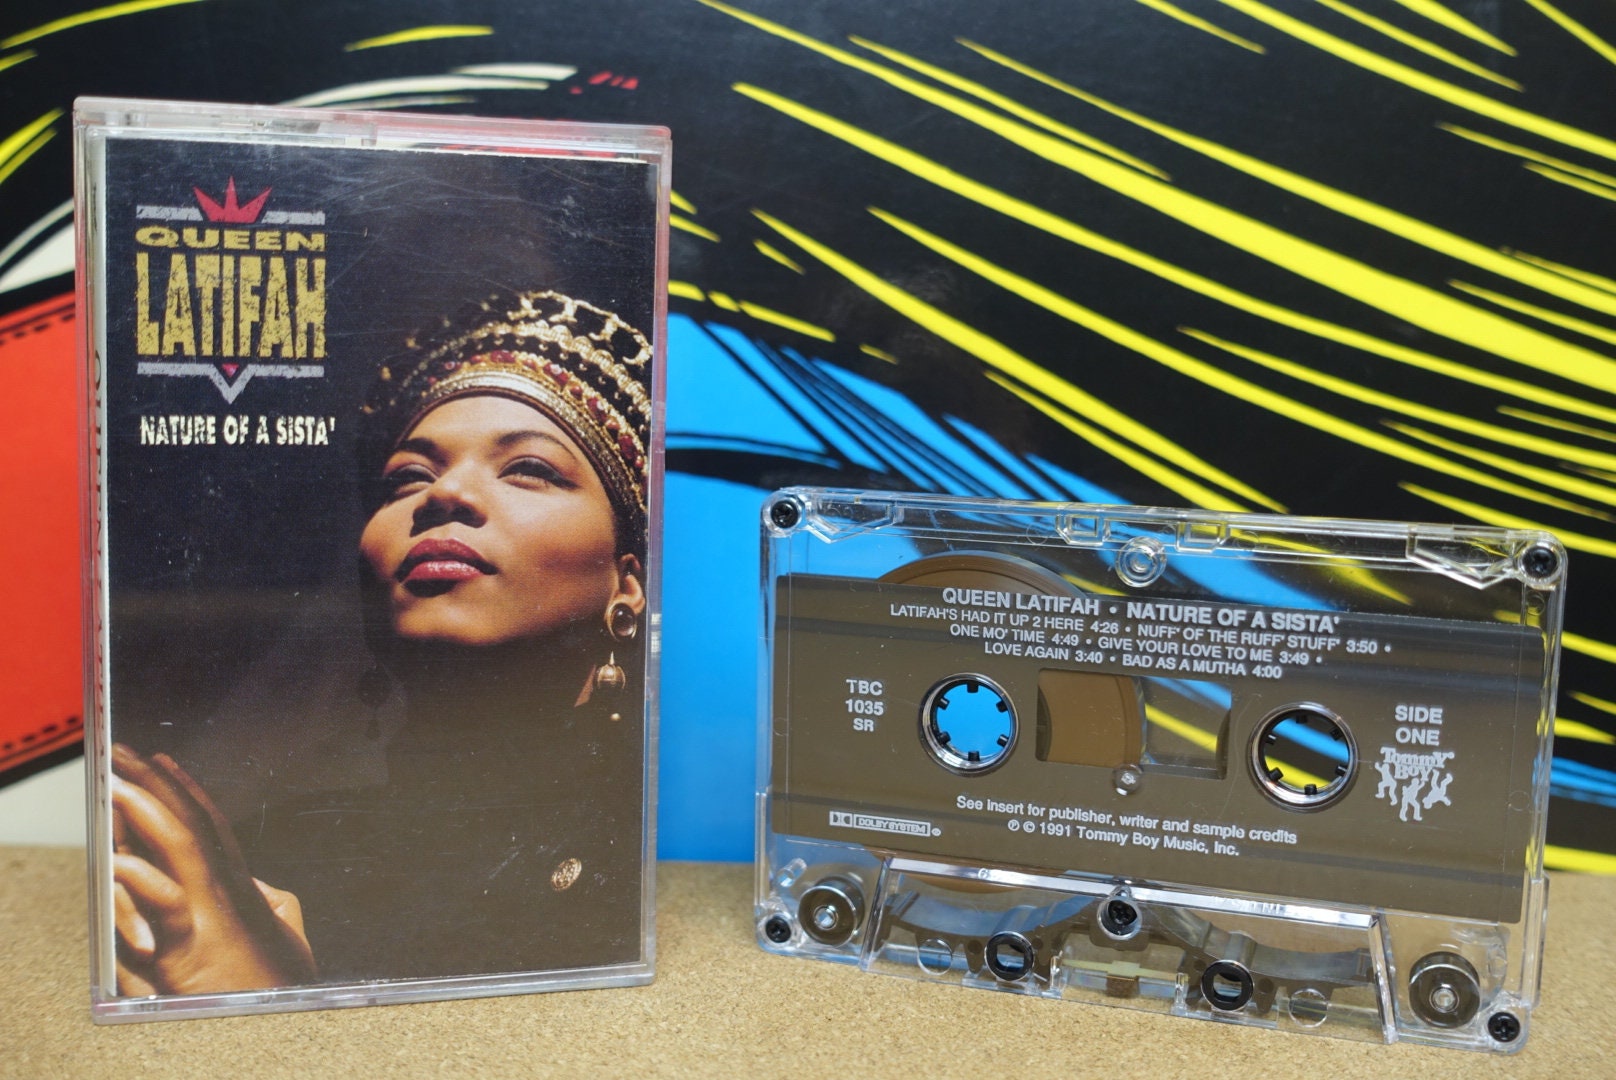 QUEEN
LATIFAH
NATURE OF A SISTA'
QUEEN LATIFAH • NATURE OF A SISTA'
LATIFAH'S HAD IT UP 2 HERE 4:26 • NUFF' OF THE RUFF' STUFF' 3:50 •
ONE MO' TIME 4:49 • GIVE YOUR LOVE TO ME 3:49 •
LOVE AGAIN 3:40 • BAD AS A MUTHA 4:00
TBC
1035
SR
SIDE
ONE
Tommy
Boy
See insert for publisher, writer and sample credits
℗ © 1991 Tommy Boy Music, Inc.
DOLBY SYSTEM ®